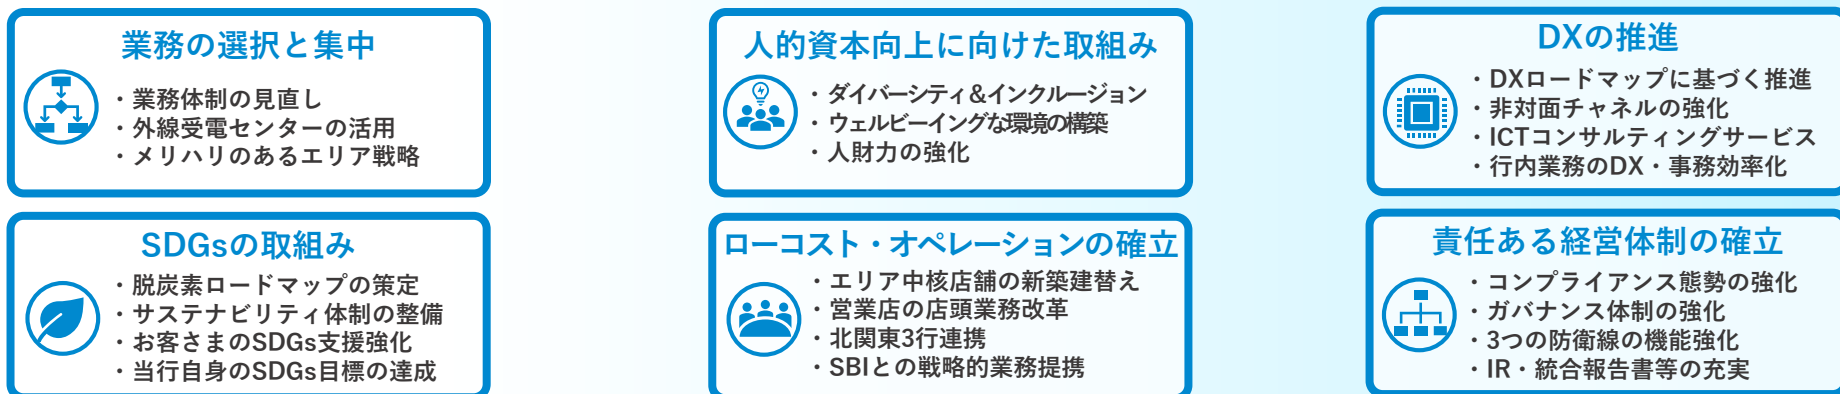 業務の選択と集中
・業務体制の見直し
・外線受電センターの活用
・メリハリのあるエリア戦略
人的資本向上に向けた取組み
・ダイバーシティ＆インクルージョン
・ウェルビーイングな環境の構築
・人財力の強化
DXの推進
・DXロードマップに基づく推進
・非対面チャネルの強化
・ICTコンサルティングサービス
・行内業務のDX・事務効率化
SDGsの取組み
・脱炭素ロードマップの策定
・サステナビリティ体制の整備
・お客さまのSDGs支援強化
・当行自身のSDGs目標の達成
ローコスト・オペレーションの確立
・エリア中核店舗の新築建替え
・営業店の店頭業務改革
・北関東3行連携
・SBIとの戦略的業務提携
責任ある経営体制の確立
・コンプライアンス態勢の強化
・ガバナンス体制の強化
・3つの防衛線の機能強化
・IR・統合報告書等の充実